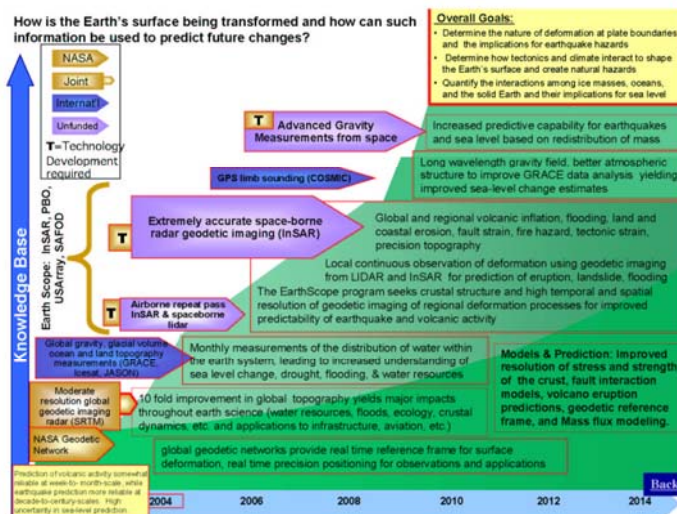 How is the Earth's surface being transformed and how can such
information be used to predict future changes?
Overall Goals:
• Determine the nature of deformation at plate boundaries
and the implications for earthquake hazards
• Determine how tectonics and climate interact to shape
the Earth's surface and create natural hazards
• Quantify the interactions among ice masses, oceans,
and the solid Earth and their implications for sea level
NASA
Joint
Internat'l
Unfunded
T=Technology
Development
required
Knowledge Base
Earth Scope: InSAR, PBO,
USArray, SAFOD
T
Advanced Gravity
Measurements from space
Increased predictive capability for earthquakes
and sea level based on redistribution of mass
GPS limb sounding (COSMIC)
Long wavelength gravity field, better atmospheric
structure to improve GRACE data analysis yielding
improved sea-level change estimates
T
Extremely accurate space-borne
radar geodetic imaging (InSAR)
Global and regional volcanic inflation, flooding, land and
coastal erosion, fault strain, fire hazard, tectonic strain,
precision topography
Local continuous observation of deformation using geodetic imaging
from LIDAR and InSAR for prediction of eruption, landslide, flooding
The EarthScope program seeks crustal structure and high temporal and spatial
resolution of geodetic imaging of regional deformation processes for improved
predictability of earthquake and volcanic activity
T
Airborne repeat pass
InSAR & spaceborne
lidar
Global gravity, glacial volume
ocean and land topography
measurements (GRACE,
Icesat, JASON)
Monthly measurements of the distribution of water within
the earth system, leading to increased understanding of
sea level change, drought, flooding, & water resources
Models & Prediction: Improved
resolution of stress and strength
of the crust, fault interaction
models, volcano eruption
predictions, geodetic reference
frame, and Mass flux modeling.
Moderate
resolution global
geodetic imaging
radar (SRTM)
10 fold improvement in global topography yields major impacts
throughout earth science (water resources, floods, ecology, crustal
dynamics, etc. and applications to infrastructure, aviation, etc.)
NASA Geodetic
Network
global geodetic networks provide real time reference frame for surface
deformation, real time precision positioning for observations and applications
Prediction of volcanic activity somewhat
reliable at week-to- month-scale, while
earthquake prediction more reliable at
decade-to-century-scales. High
uncertainty in sea-level prediction.
Back
2004
2006
2008
2010
2012
2014